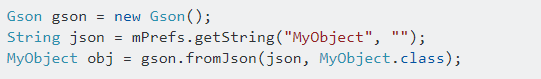 Gson gson = new Gson();
String json = mPrefs.getString("MyObject", "");
MyObject obj = gson.fromJson(json, MyObject.class);